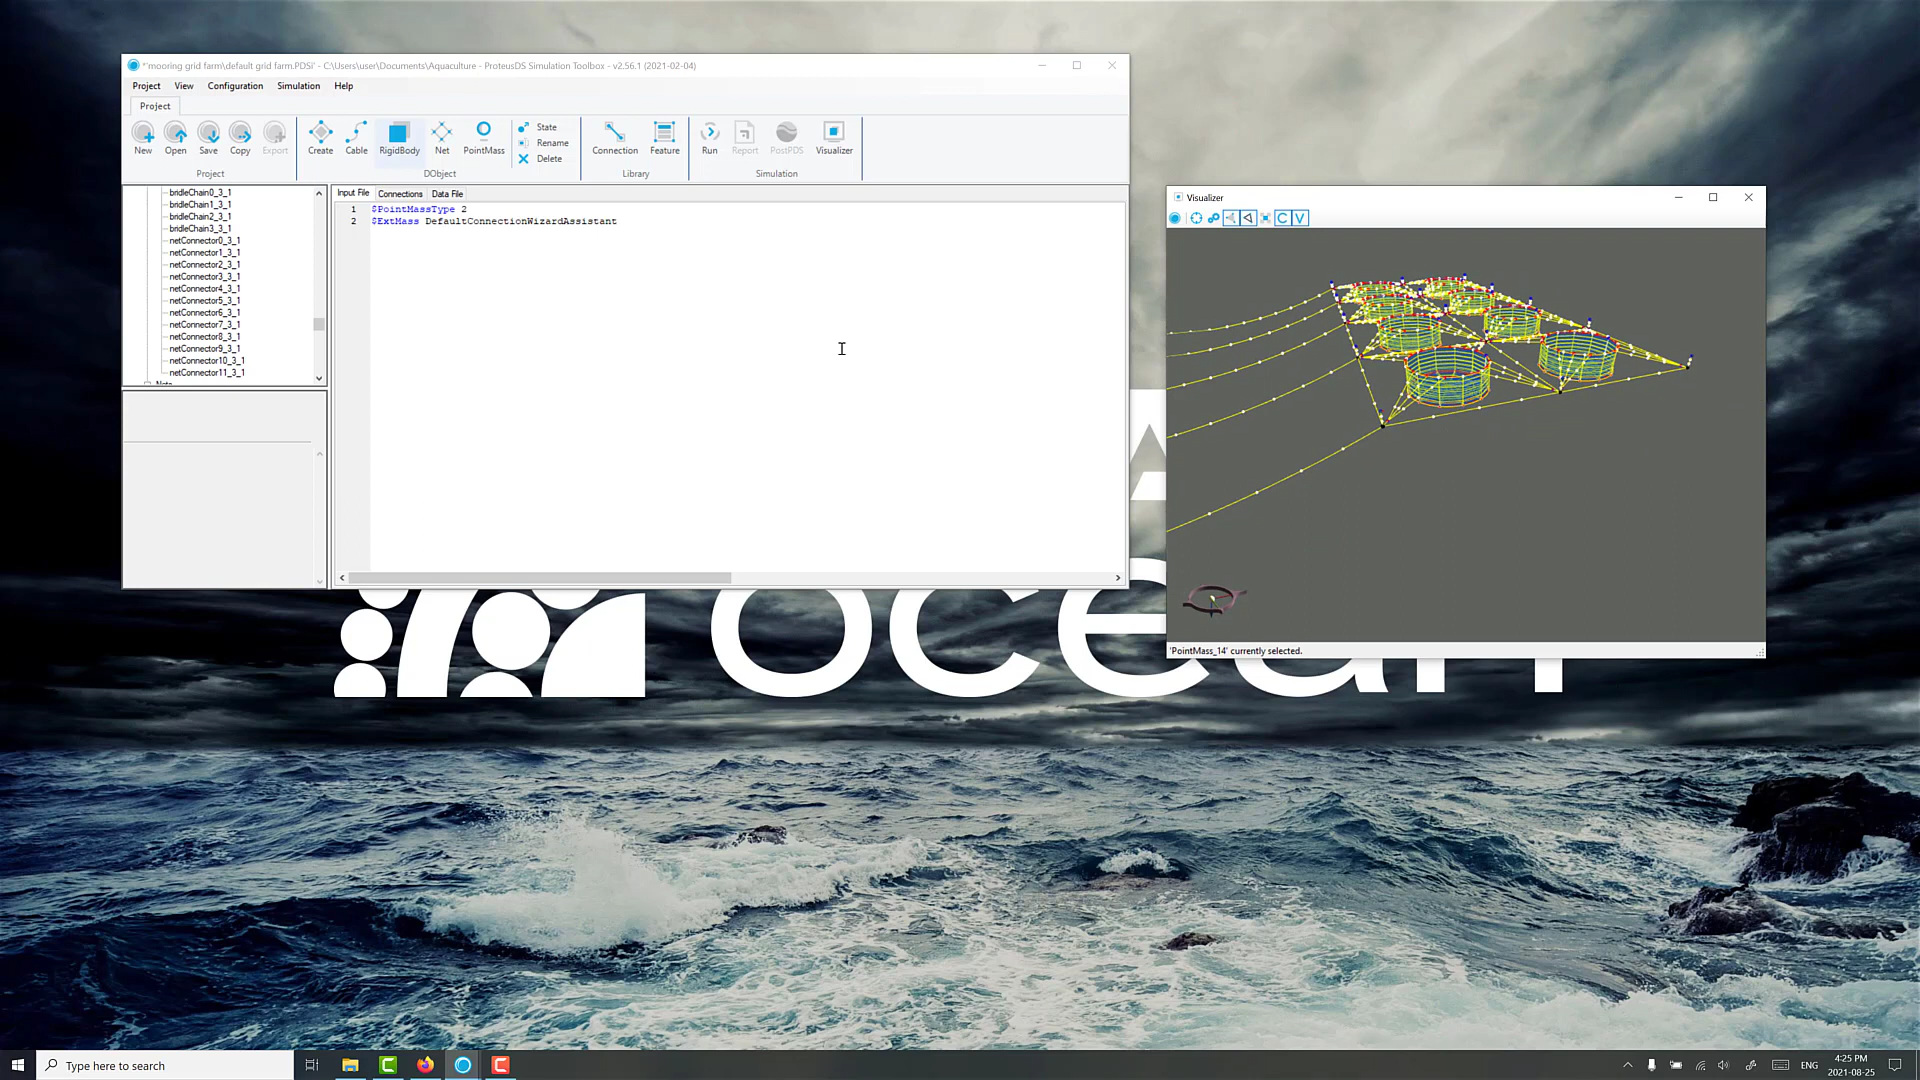 *'mooring grid farm\default grid farm.PDSi' - C:\Users\user\Documents\Aquaculture - ProteusDS Simulation Toolbox - v2.56.1 (2021-02-04)
Project View Configuration Simulation Help
Project
New Open Save Copy Export
Create Cable RigidBody Net PointMass
State
Rename
Delete
Connection Feature
Run Report PostPDS Visualizer
Project DObject Library Simulation
bridleChain0_3_1
bridleChain1_3_1
bridleChain2_3_1
bridleChain3_3_1
netConnector0_3_1
netConnector1_3_1
netConnector2_3_1
netConnector3_3_1
netConnector4_3_1
netConnector5_3_1
netConnector6_3_1
netConnector7_3_1
netConnector8_3_1
netConnector9_3_1
netConnector10_3_1
netConnector11_3_1
Input File Connections Data File
1 $PointMassType 2
2 $ExtMass DefaultConnectionWizardAssistant
Visualizer
C V
'PointMass_14' currently selected.
ocean
Type here to search
ENG
4:25 PM
2021-08-25